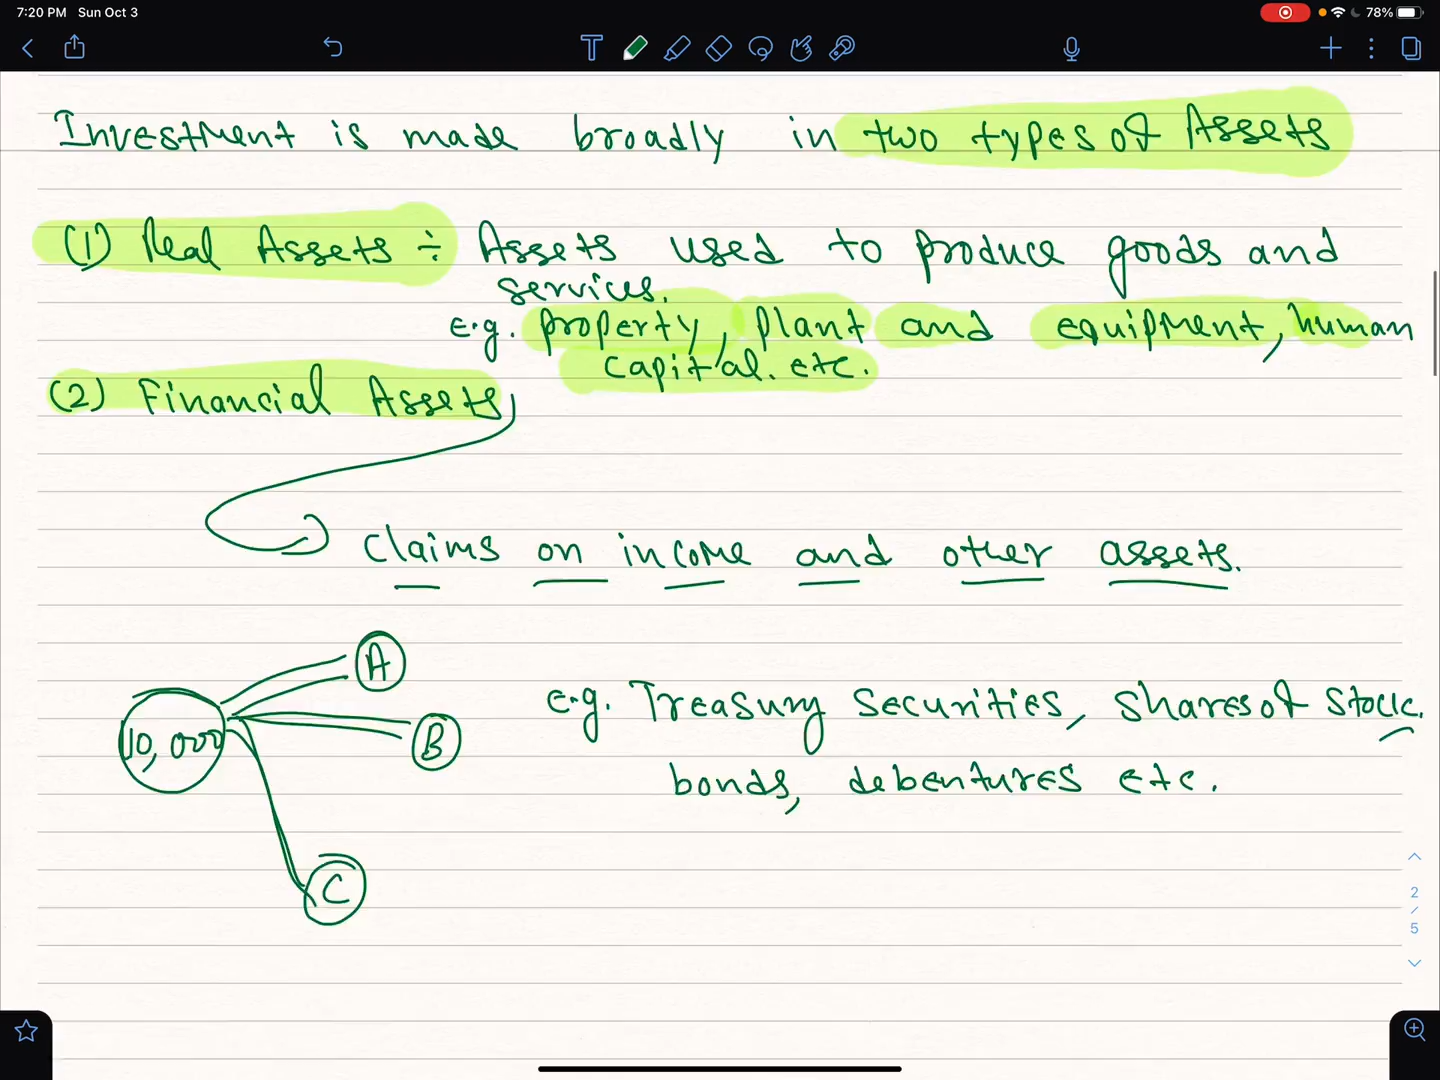 7:20 PM Sun Oct 3
78%
Investment is made broadly in two types of Assets
(1) Real Assets ÷ Assets used to produce goods and
services.
e.g. property, plant and equipment, human
capital. etc.
(2) Financial Assets
Claims on income and other assets.
A
10,000
B
C
e.g. Treasury Securities, shares of stock.
bonds, debentures etc.
2
/
5